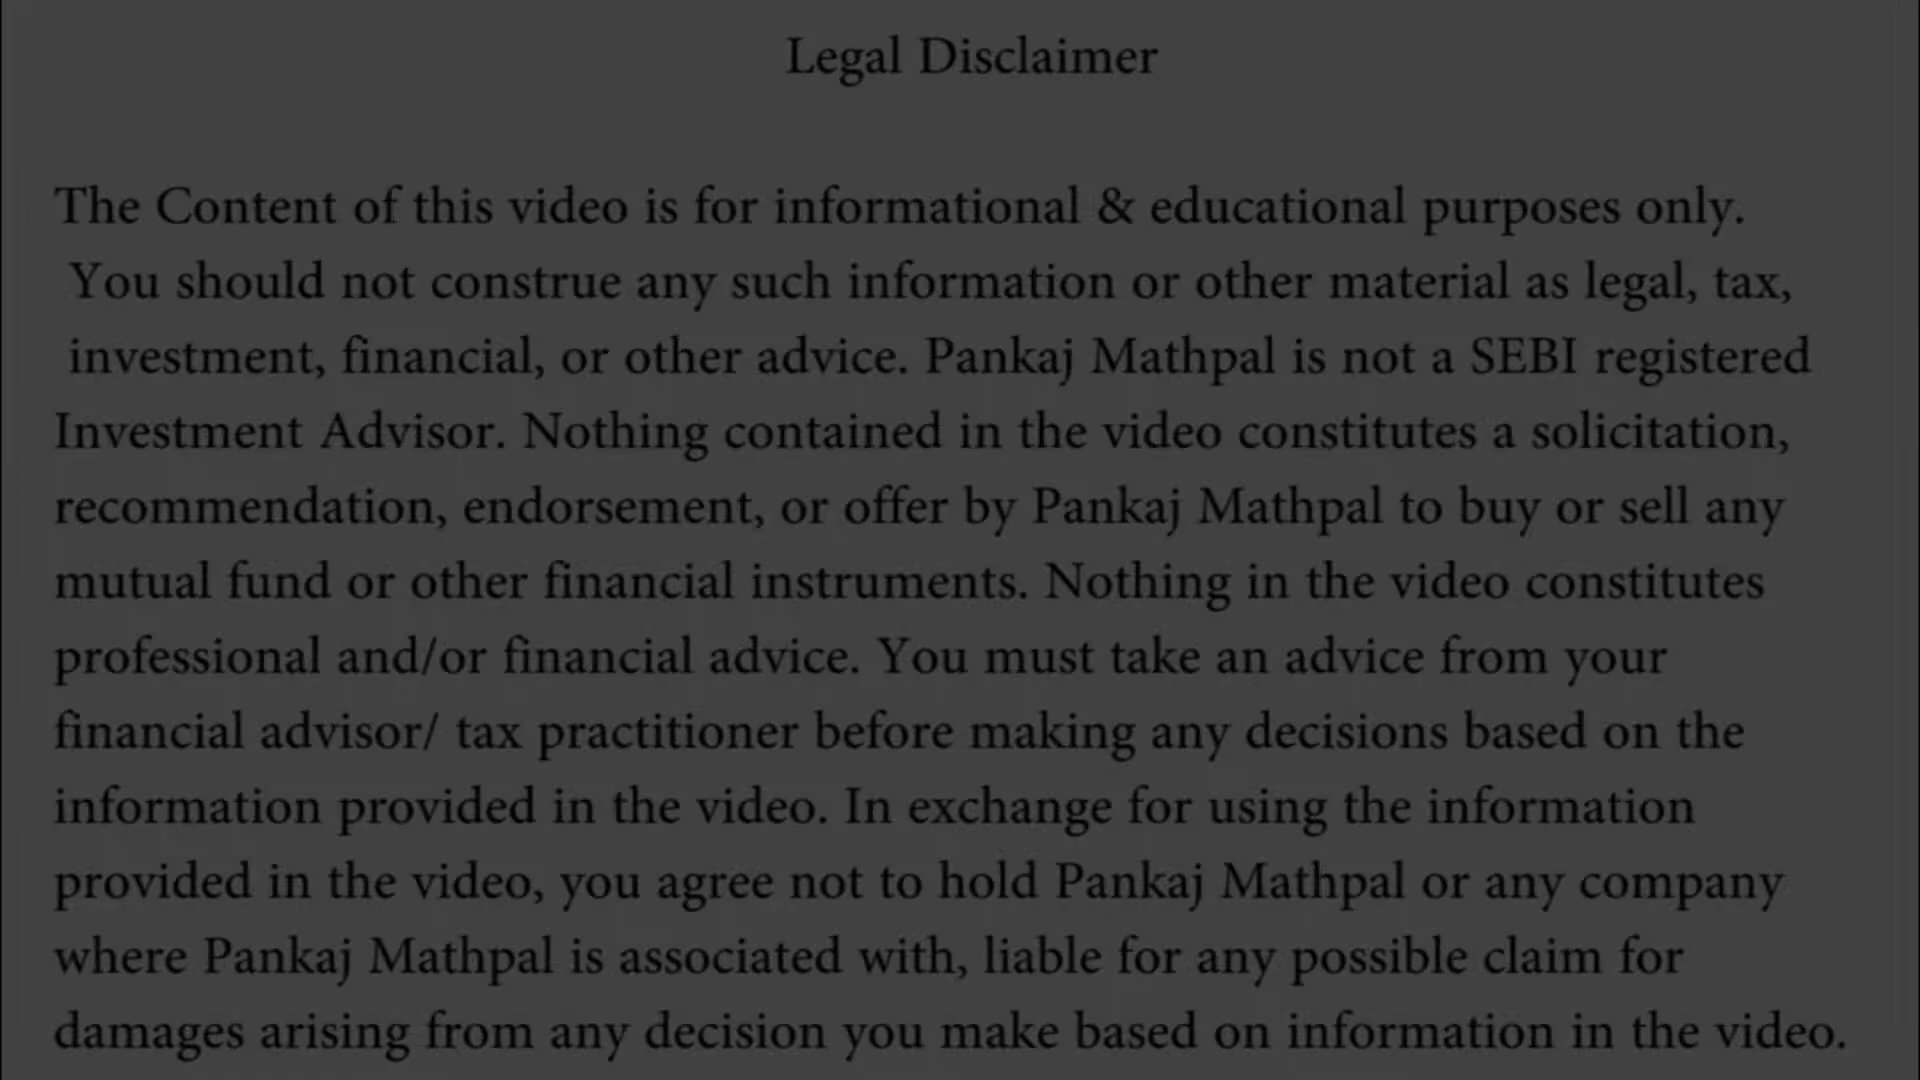 Legal Disclaimer
The Content of this video is for informational & educational purposes only.
You should not construe any such information or other material as legal, tax,
investment, financial, or other advice. Pankaj Mathpal is not a SEBI registered
Investment Advisor. Nothing contained in the video constitutes a solicitation,
recommendation, endorsement, or offer by Pankaj Mathpal to buy or sell any
mutual fund or other financial instruments. Nothing in the video constitutes
professional and/or financial advice. You must take an advice from your
financial advisor/ tax practitioner before making any decisions based on the
information provided in the video. In exchange for using the information
provided in the video, you agree not to hold Pankaj Mathpal or any company
where Pankaj Mathpal is associated with, liable for any possible claim for
damages arising from any decision you make based on information in the video.